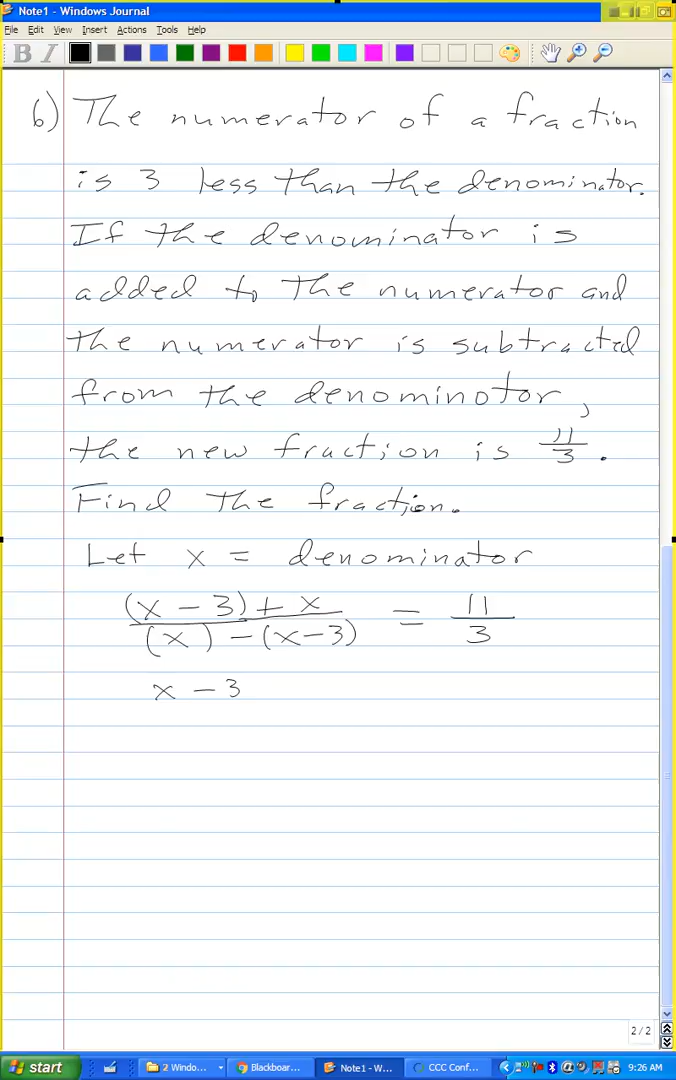 Note1 - Windows Journal
File Edit View Insert Actions Tools Help
B I
6) The numerator of a fraction
is 3 less than the denominator.
If the denominator is
added to the numerator and
the numerator is subtracted
from the denominotor,
the new fraction is 11/3.
Find the fraction.
Let x = denominator
(x - 3) + x / (x) - (x - 3) = 11/3
x - 3
2 / 2
start 2 Windo... Blackboar... Note1 - W... CCC Conf... 9:26 AM